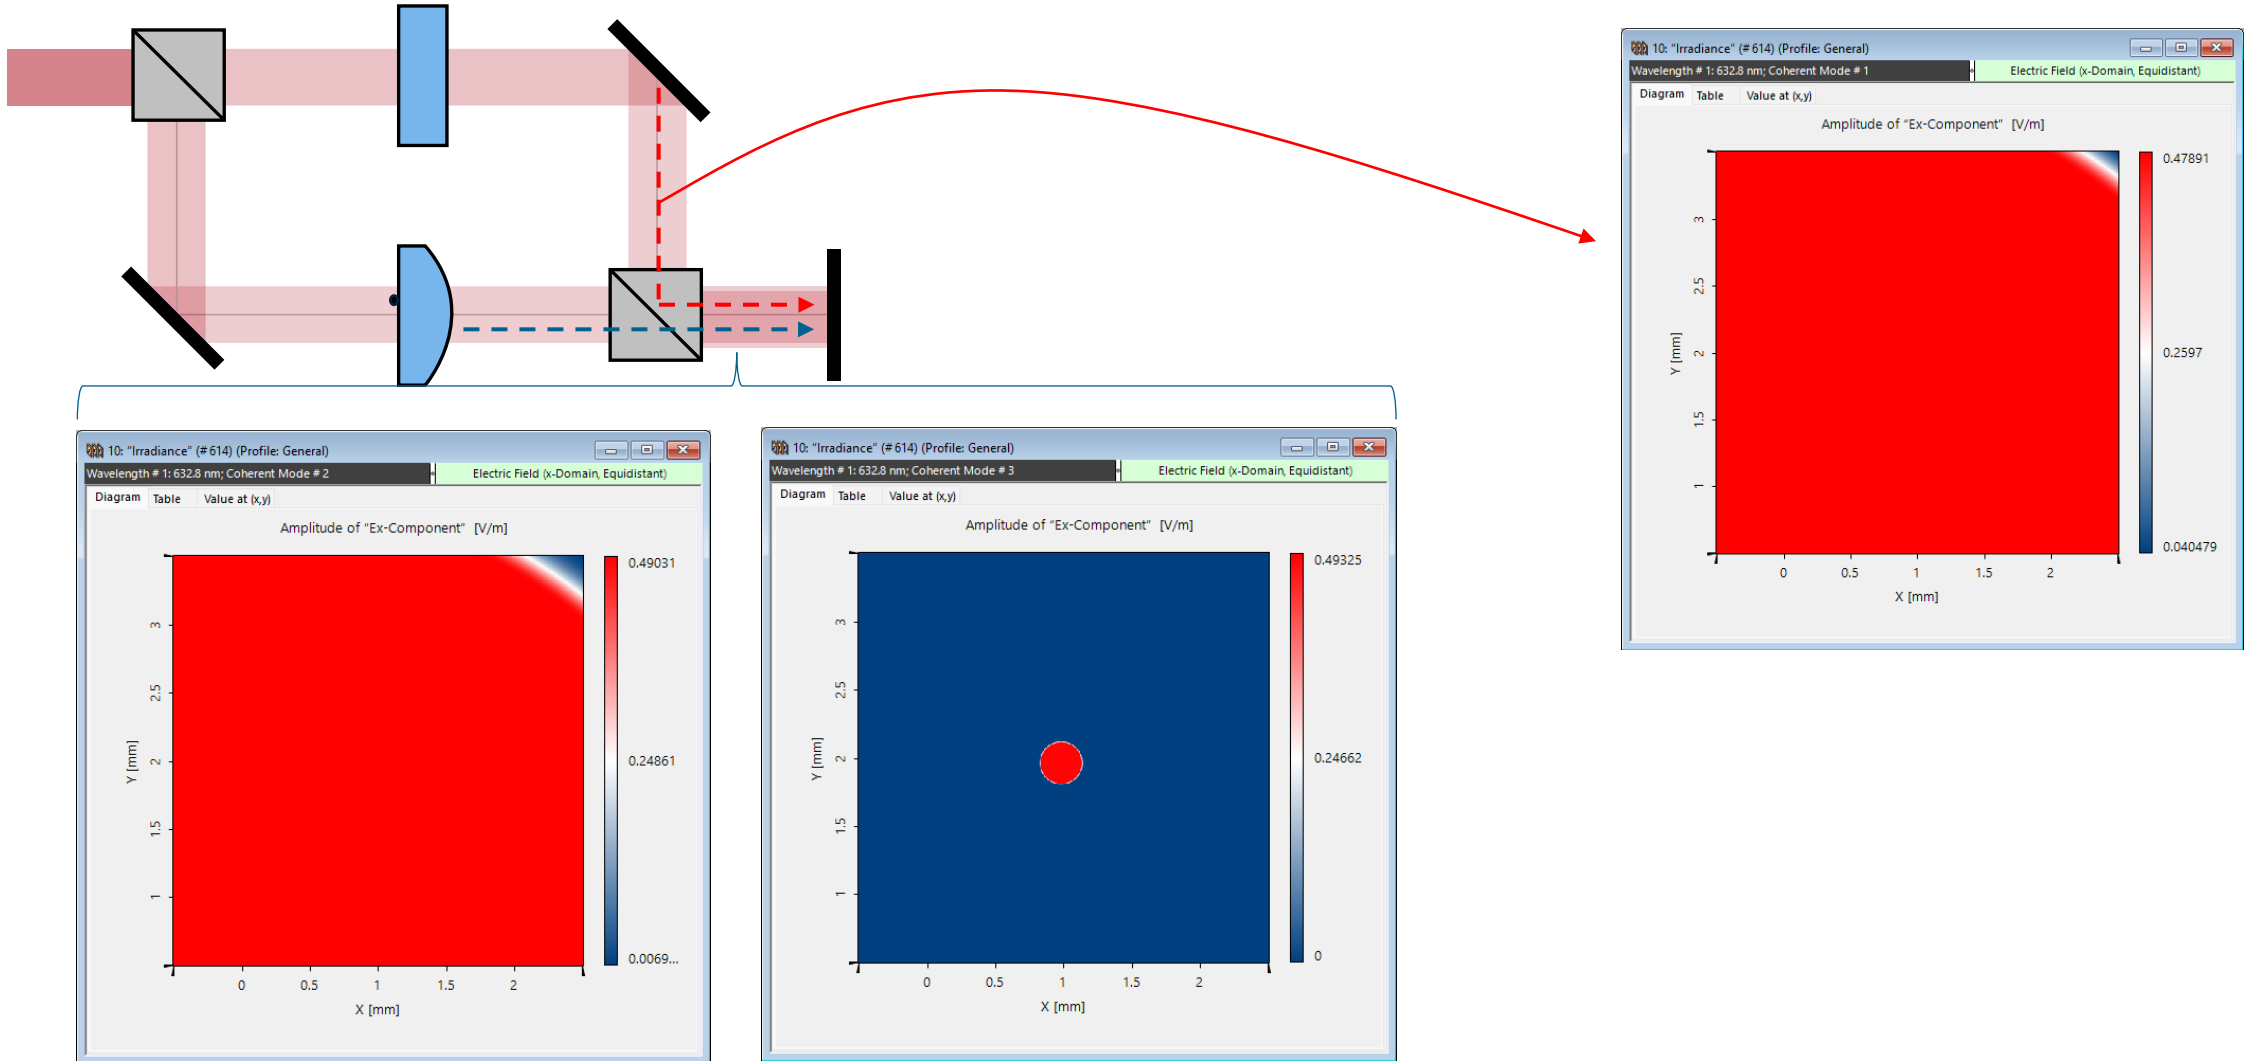 10: "Irradiance" (#614) (Profile: General)
Wavelength # 1: 632.8 nm; Coherent Mode # 1
Electric Field (x-Domain, Equidistant)
Diagram Table Value at (x,y)
Amplitude of "Ex-Component" [V/m]
0.47891
0.2597
0.040479
3
2.5
2
1.5
1
Y [mm]
0 0.5 1 1.5 2
X [mm]
10: "Irradiance" (#614) (Profile: General)
Wavelength # 1: 632.8 nm; Coherent Mode # 2
Electric Field (x-Domain, Equidistant)
Diagram Table Value at (x,y)
Amplitude of "Ex-Component" [V/m]
0.49031
0.24861
0.0069...
3
2.5
2
1.5
1
Y [mm]
0 0.5 1 1.5 2
X [mm]
10: "Irradiance" (#614) (Profile: General)
Wavelength # 1: 632.8 nm; Coherent Mode # 3
Electric Field (x-Domain, Equidistant)
Diagram Table Value at (x,y)
Amplitude of "Ex-Component" [V/m]
0.49325
0.24662
0
3
2.5
2
1.5
1
Y [mm]
0 0.5 1 1.5 2
X [mm]